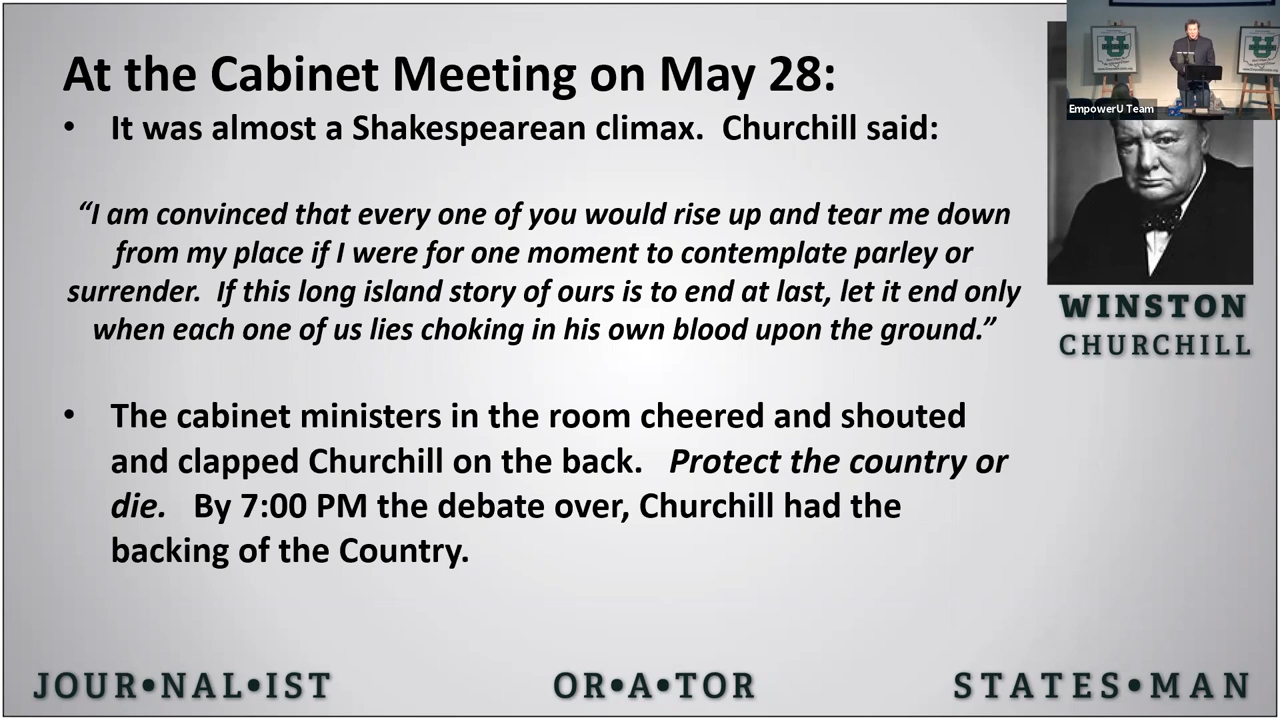 At the Cabinet Meeting on May 28:
• It was almost a Shakespearean climax.  Churchill said:
“I am convinced that every one of you would rise up and tear me down
from my place if I were for one moment to contemplate parley or
surrender.  If this long island story of ours is to end at last, let it end only
when each one of us lies choking in his own blood upon the ground.”
• The cabinet ministers in the room cheered and shouted
and clapped Churchill on the back.   Protect the country or
die.   By 7:00 PM the debate over, Churchill had the
backing of the Country.
EmpowerU Team
WINSTON
CHURCHILL
JOUR•NAL•IST
OR•A•TOR
STATES•MAN